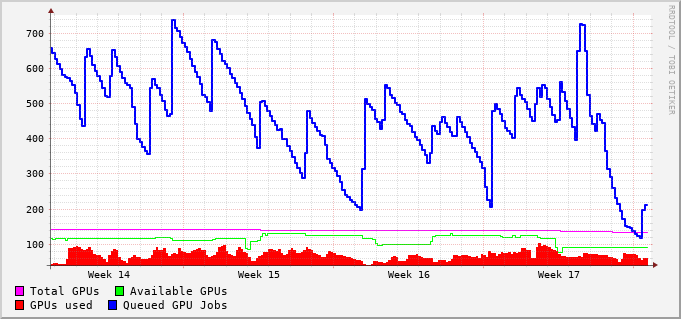 700
600
500
400
300
200
100
Week 14 Week 15 Week 16 Week 17
Total GPUs Available GPUs
GPUs used Queued GPU Jobs
RRDTOOL / TOBI OETIKER